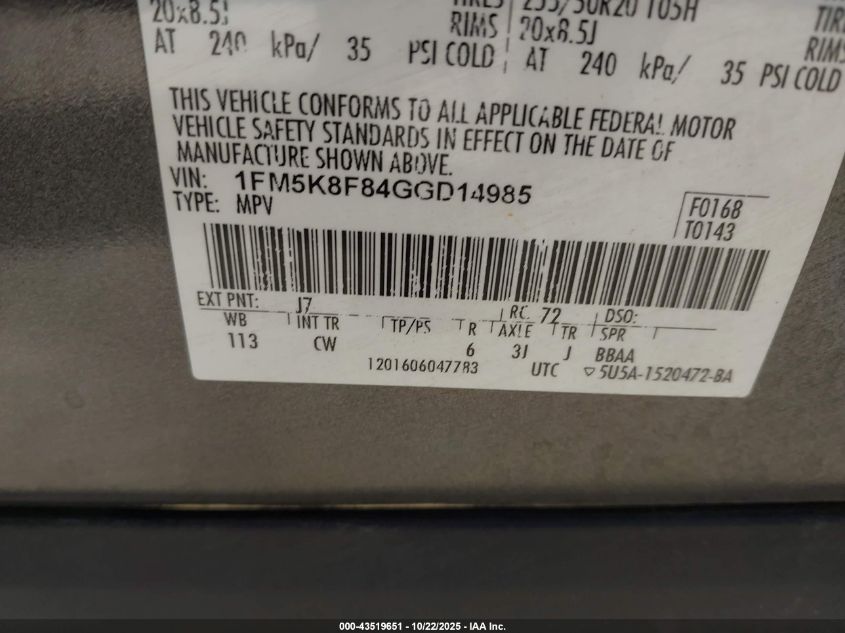 20x8.5J
RIMS 20x8.5J
RIMS
AT 240 kPa/ 35 PSI COLD AT 240 kPa/ 35 PSI COLD
THIS VEHICLE CONFORMS TO ALL APPLICABLE FEDERAL MOTOR
VEHICLE SAFETY STANDARDS IN EFFECT ON THE DATE OF
MANUFACTURE SHOWN ABOVE.
VIN: 1FM5K8F84GGD14985
TYPE: MPV
F0168
T0143
EXT PNT: J7 RC: 72 DSO:
WB INT TR TP/PS R AXLE TR SPR
113 CW 6 3J J BBAA
1201606047783 UTC ▽5U5A-1520472-BA
000-43519651 | 10/22/2025 - IAA Inc.